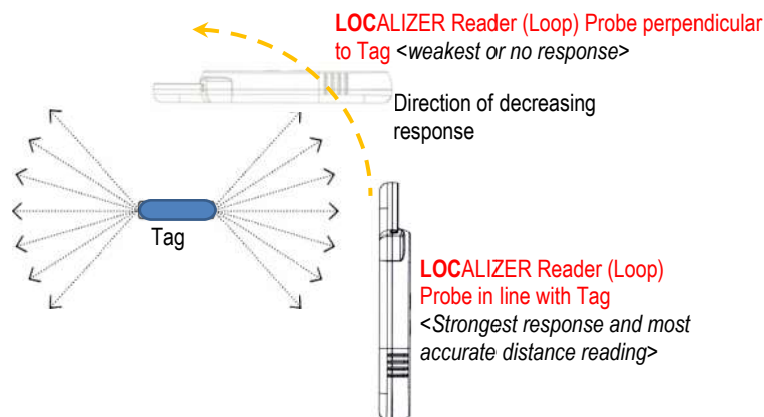 LOCALIZER Reader (Loop) Probe perpendicular
to Tag <weakest or no response>
Direction of decreasing
response
Tag
LOCALIZER Reader (Loop)
Probe in line with Tag
<Strongest response and most
accurate distance reading>